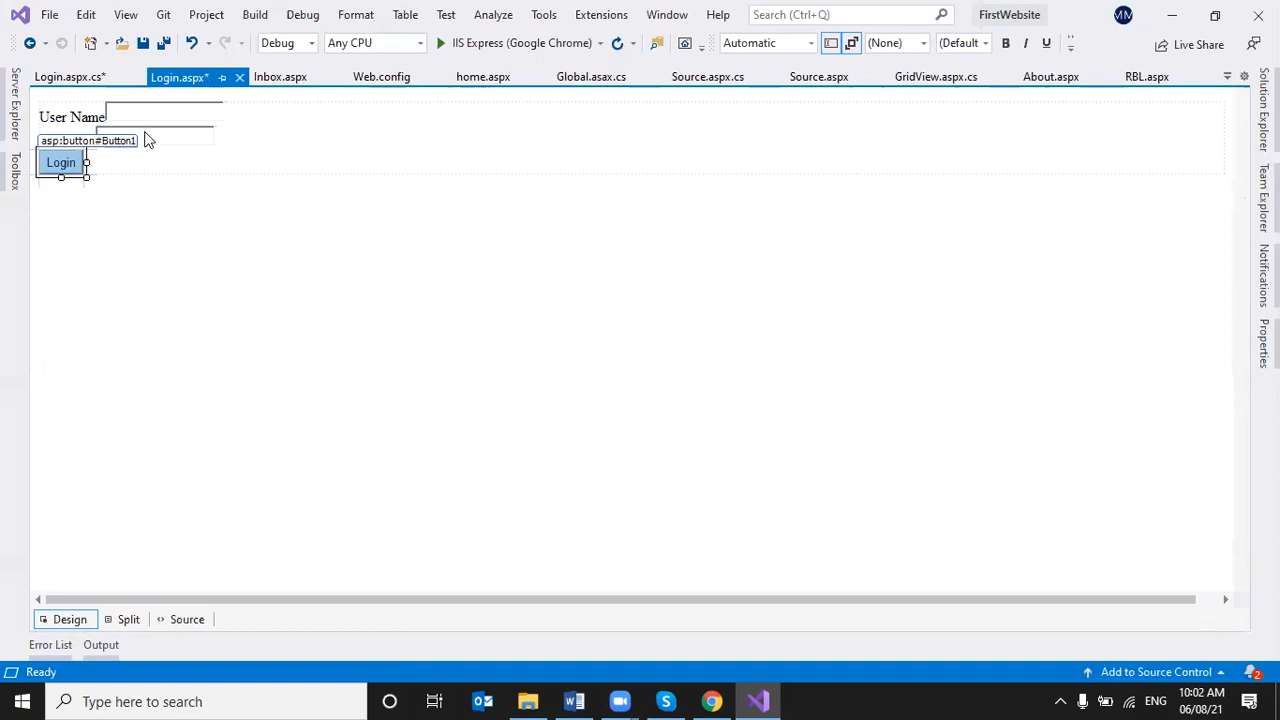 File Edit View Git Project Build Debug Format Table Test Analyze Tools Extensions Window Help Search (Ctrl+Q) FirstWebsite MM
Debug Any CPU IIS Express (Google Chrome) Automatic (None) (Default B I U Live Share
Login.aspx.cs* Login.aspx* Inbox.aspx Web.config home.aspx Global.asax.cs Source.aspx.cs Source.aspx GridView.aspx.cs About.aspx RBL.aspx
Server Explorer
Toolbox
User Name
asp:button#Button1
Login
Solution Explorer
Team Explorer
Notifications
Properties
Design Split Source
Error List Output
Ready Add to Source Control 2
Type here to search ENG 10:02 AM
06/08/21